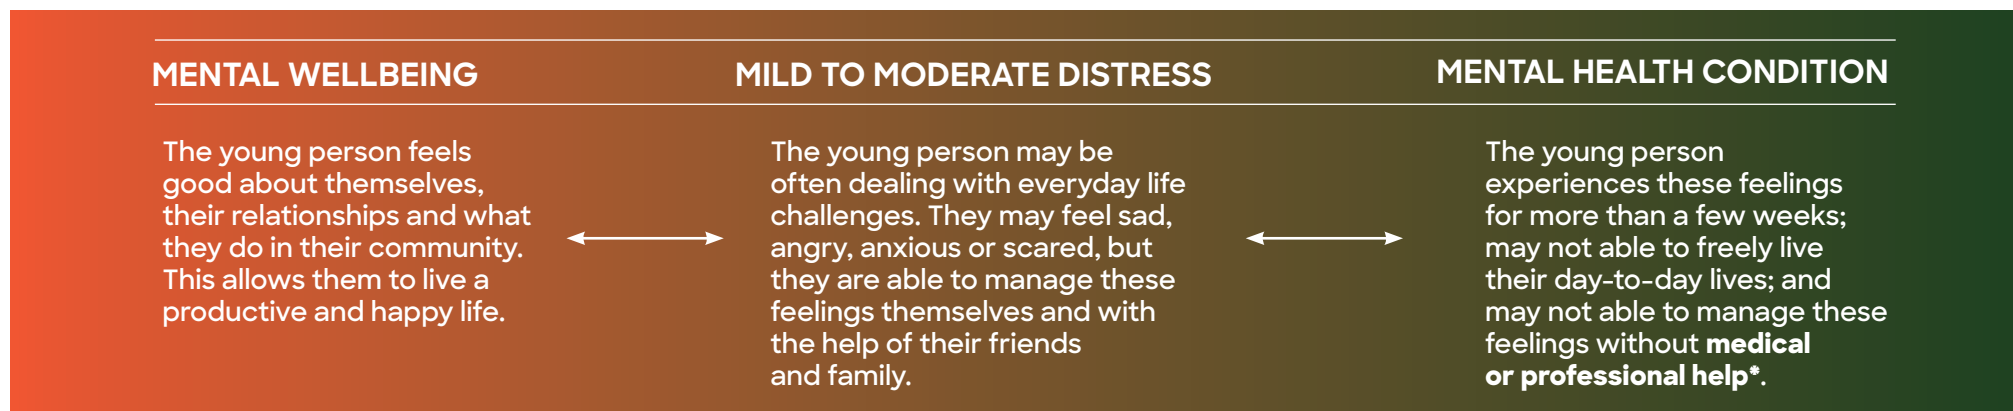 MENTAL WELLBEING
The young person feels
good about themselves,
their relationships and what
they do in their community.
This allows them to live a
productive and happy life.
MILD TO MODERATE DISTRESS
The young person may be
often dealing with everyday life
challenges. They may feel sad,
angry, anxious or scared, but
they are able to manage these
feelings themselves and with
the help of their friends
and family.
MENTAL HEALTH CONDITION
The young person
experiences these feelings
for more than a few weeks;
may not able to freely live
their day-to-day lives; and
may not able to manage these
feelings without medical
or professional help*.